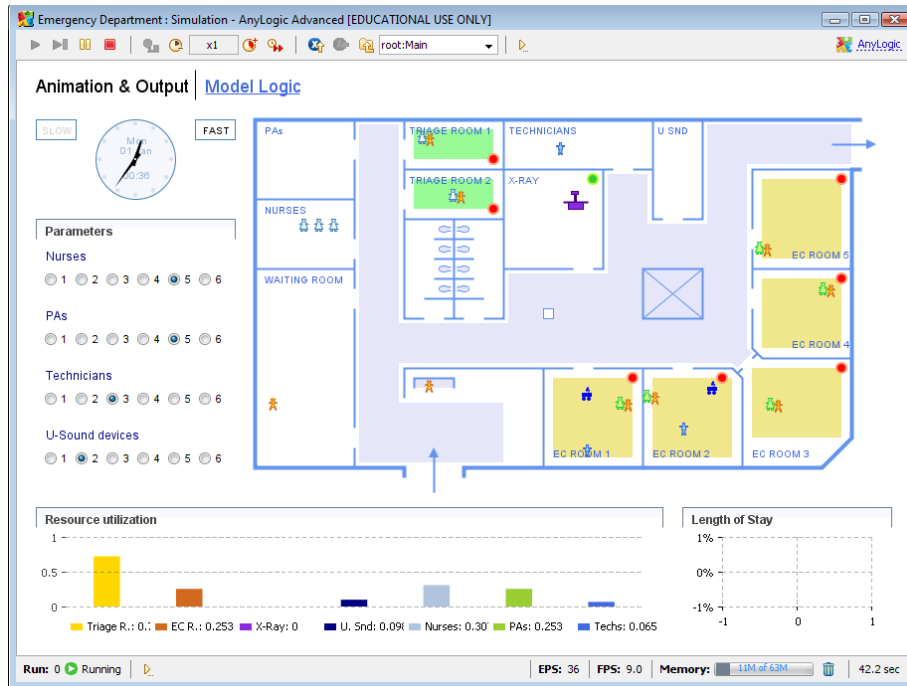 Emergency Department : Simulation - AnyLogic Advanced [EDUCATIONAL USE ONLY]
x1 root:Main AnyLogic
Animation & Output Model Logic
SLOW FAST
Mon
00:36
PAs TRIAGE ROOM 1 TECHNICIANS U SND
TRIAGE ROOM 2 X-RAY
NURSES
WAITING ROOM
EC ROOM 5
EC ROOM 4
EC ROOM 1 EC ROOM 2 EC ROOM 3
Parameters
Nurses
1 2 3 4 5 6
PAs
1 2 3 4 5 6
Technicians
1 2 3 4 5 6
U-Sound devices
1 2 3 4 5 6
Resource utilization
1
0.5
0
Triage R.: 0. EC R.: 0.253 X-Ray: 0 U. Snd: 0.09 Nurses: 0.30 PAs: 0.253 Techs: 0.065
Length of Stay
1%
0%
-1%
-1 0 1
Run: 0 Running EPS: 36 FPS: 9.0 Memory: 11M of 63M 42.2 sec